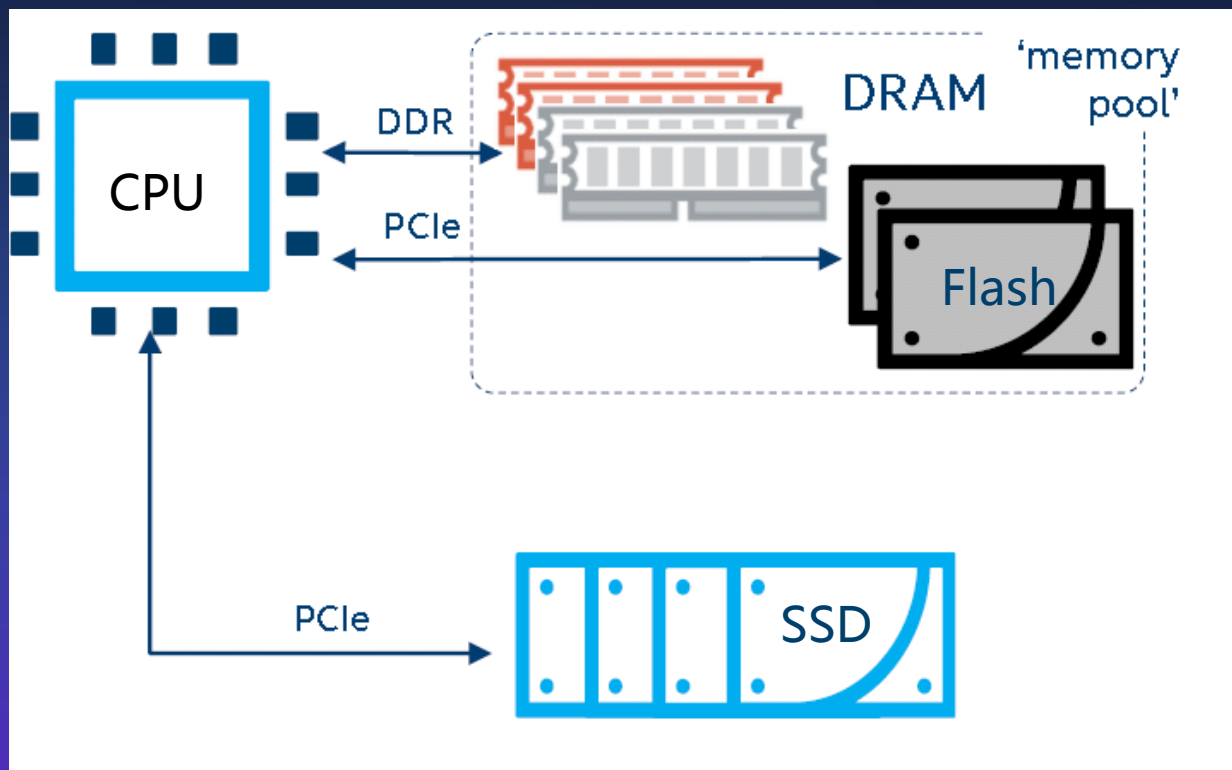 'memory
pool'
DRAM
DDR
CPU
PCIe
Flash
PCIe
SSD